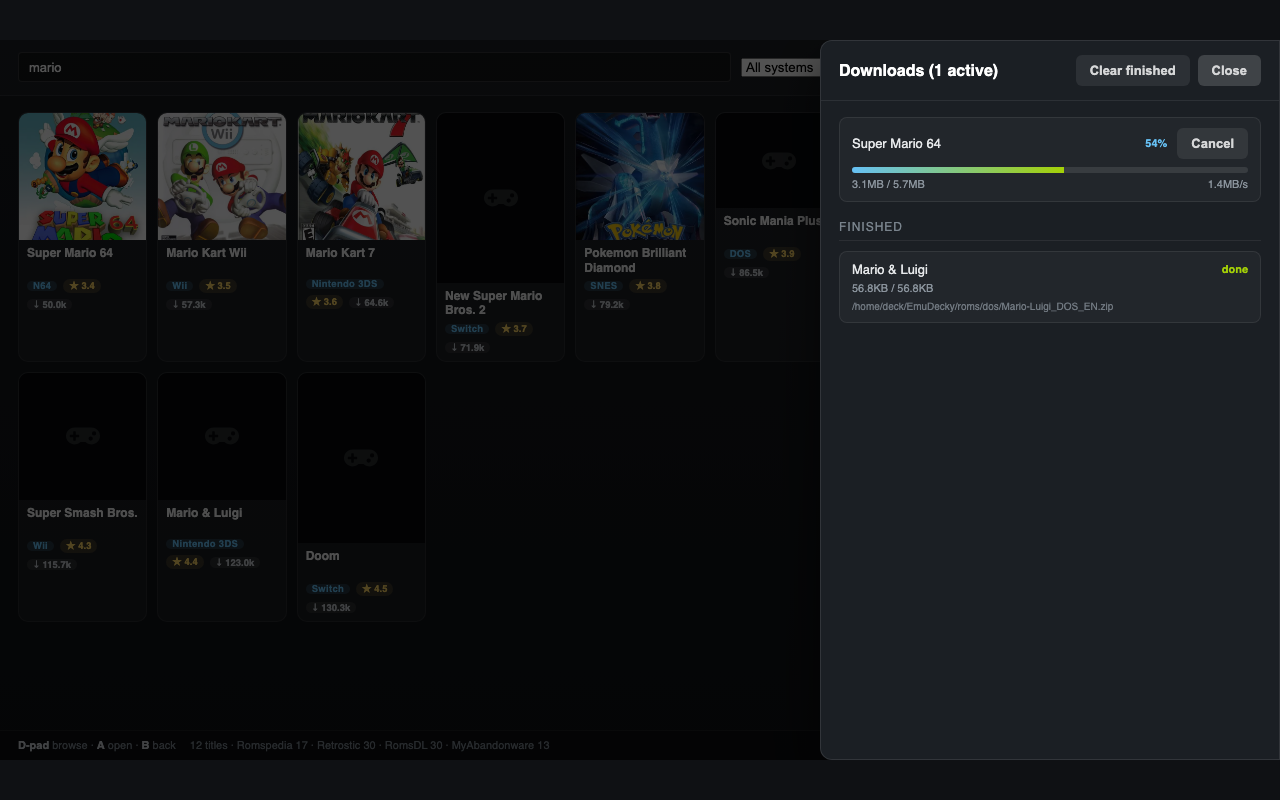 mario
All systems
Downloads (1 active)
Clear finished
Close
Super Mario 64
54%
Cancel
3.1MB / 5.7MB
1.4MB/s
FINISHED
Mario & Luigi
done
56.8KB / 56.8KB
/home/deck/EmuDecky/roms/dos/Mario-Luigi_DOS_EN.zip
SUPER MARIO 64
Super Mario 64
N64 ★ 3.4
↓ 50.0k
MARIOKART
Wii
Mario Kart Wii
Wii ★ 3.5
↓ 57.3k
MARIOKART 7
Mario Kart 7
Nintendo 3DS
★ 3.6 ↓ 64.6k
New Super Mario
Bros. 2
Switch ★ 3.7
↓ 71.9k
POKéMON
Pokemon Brilliant
Diamond
SNES ★ 3.8
↓ 79.2k
Sonic Mania Plus
DOS ★ 3.9
↓ 86.5k
Super Smash Bros.
Wii ★ 4.3
↓ 115.7k
Mario & Luigi
Nintendo 3DS
★ 4.4 ↓ 123.0k
Doom
Switch ★ 4.5
↓ 130.3k
D-pad browse · A open · B back 12 titles · Romspedia 17 · Retrostic 30 · RomsDL 30 · MyAbandonware 13